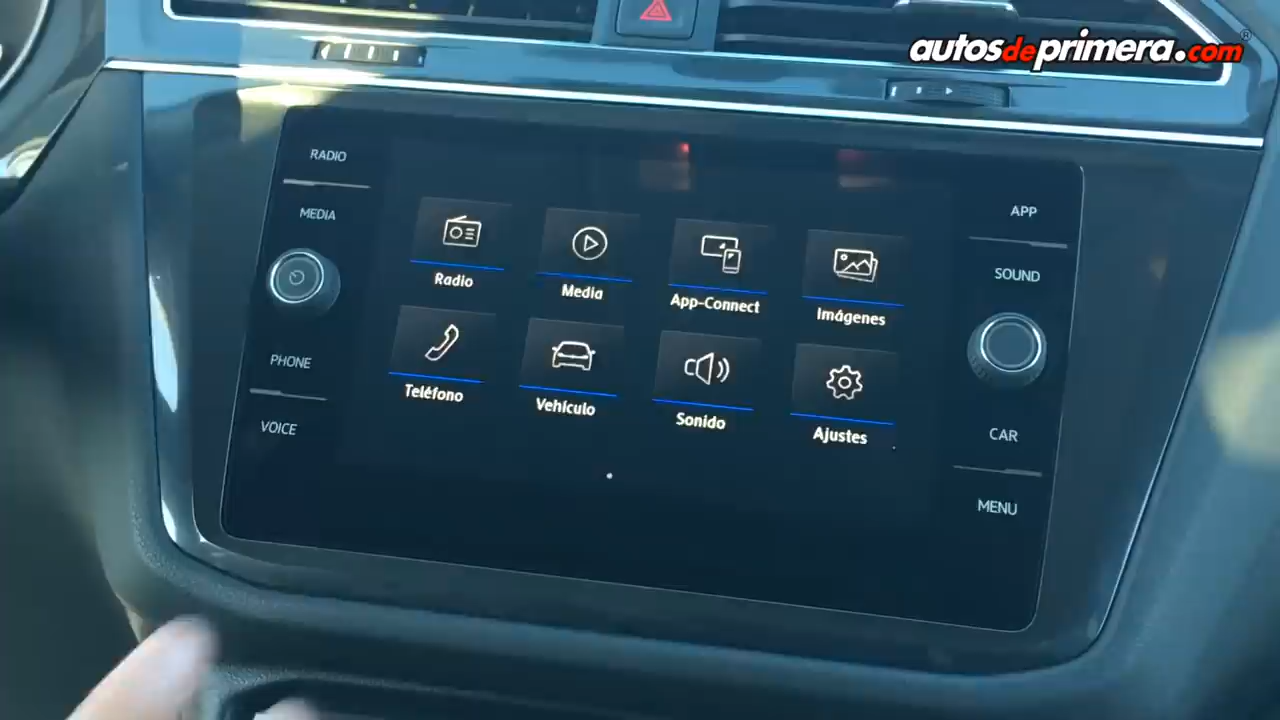 autosdeprimera.com®
RADIO
MEDIA
PHONE
VOICE
Radio
Media
App-Connect
Imágenes
Teléfono
Vehículo
Sonido
Ajustes
APP
SOUND
CAR
MENU